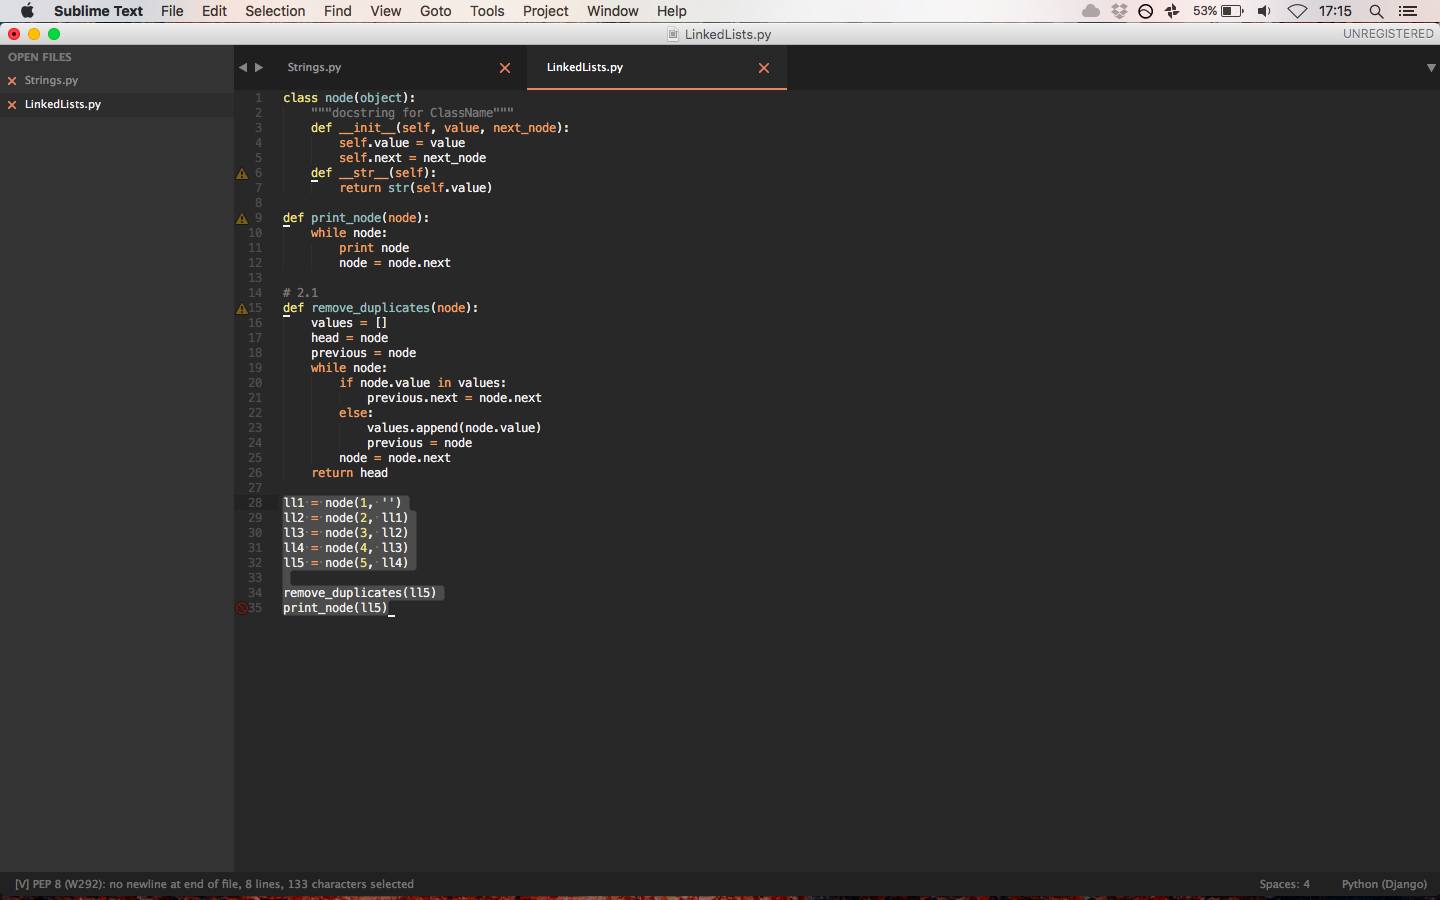 Sublime Text File Edit Selection Find View Goto Tools Project Window Help 53% 17:15
LinkedLists.py UNREGISTERED
OPEN FILES
Strings.py
LinkedLists.py
Strings.py LinkedLists.py
1 class node(object):
2 """docstring for ClassName"""
3 def __init__(self, value, next_node):
4 self.value = value
5 self.next = next_node
6 def __str__(self):
7 return str(self.value)
8
9 def print_node(node):
10 while node:
11 print node
12 node = node.next
13
14 # 2.1
15 def remove_duplicates(node):
16 values = []
17 head = node
18 previous = node
19 while node:
20 if node.value in values:
21 previous.next = node.next
22 else:
23 values.append(node.value)
24 previous = node
25 node = node.next
26 return head
27
28 ll1 = node(1, '')
29 ll2 = node(2, ll1)
30 ll3 = node(3, ll2)
31 ll4 = node(4, ll3)
32 ll5 = node(5, ll4)
33
34 remove_duplicates(ll5)
35 print_node(ll5)
[V] PEP 8 (W292): no newline at end of file, 8 lines, 133 characters selected Spaces: 4 Python (Django)